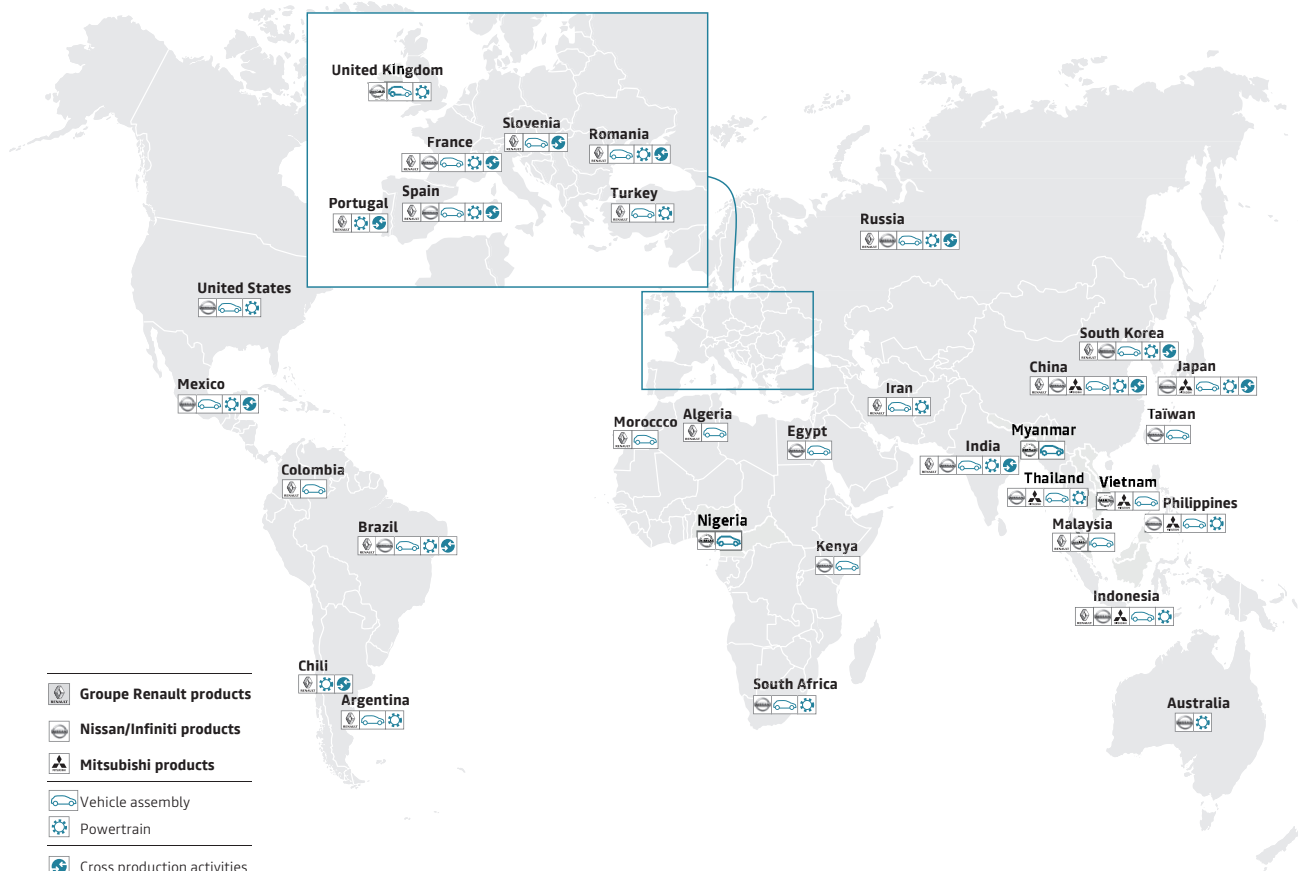 United Kingdom
Slovenia
Romania
France
Spain
Portugal
Turkey
Russia
United States
South Korea
China
Japan
Mexico
Iran
Moroccco
Algeria
Taïwan
Egypt
Myanmar
India
Colombia
Thailand
Vietnam
Philippines
Nigeria
Brazil
Malaysia
Kenya
Indonesia
Chili
South Africa
Argentina
Australia
Groupe Renault products
Nissan/Infiniti products
Mitsubishi products
Vehicle assembly
Powertrain
Cross production activities